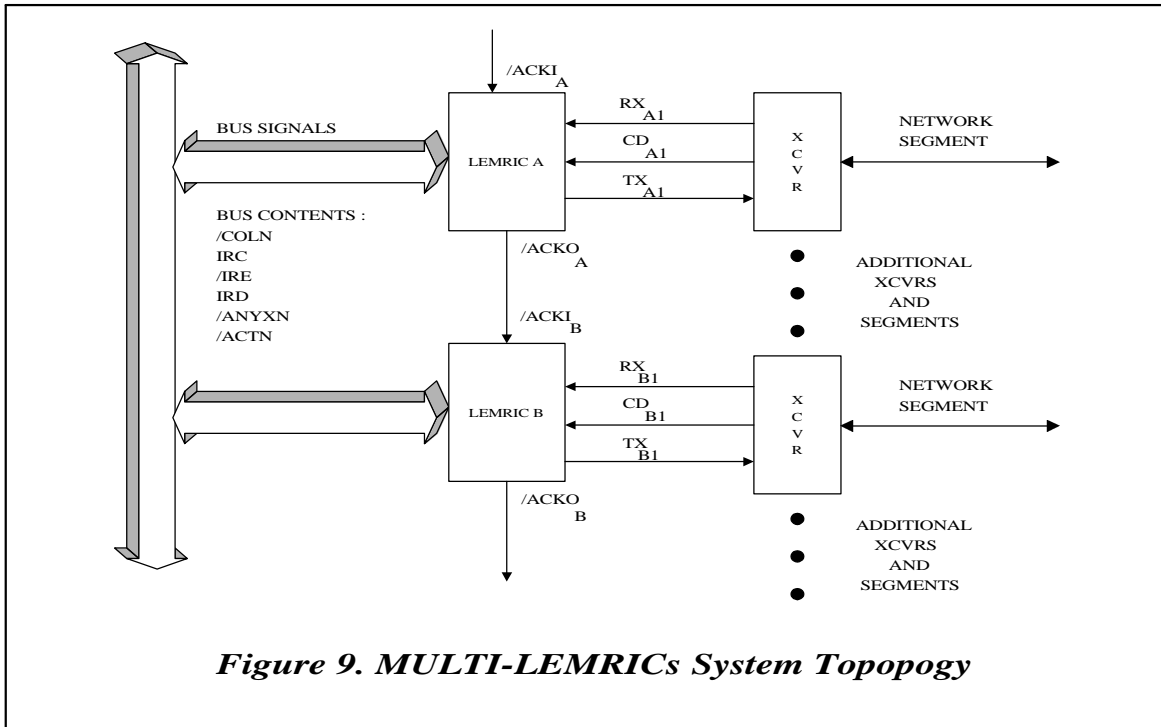 /ACKI A
BUS SIGNALS
LEMRIC A
RX A1
CD A1
TX A1
X
C
V
R
NETWORK
SEGMENT
BUS CONTENTS :
/COLN
IRC
/IRE
IRD
/ANYXN
/ACTN
/ACKO A
/ACKI B
ADDITIONAL
XCVRS
AND
SEGMENTS
LEMRIC B
RX B1
CD B1
TX B1
X
C
V
R
NETWORK
SEGMENT
/ACKO B
ADDITIONAL
XCVRS
AND
SEGMENTS
Figure 9. MULTI-LEMRICs System Topopogy